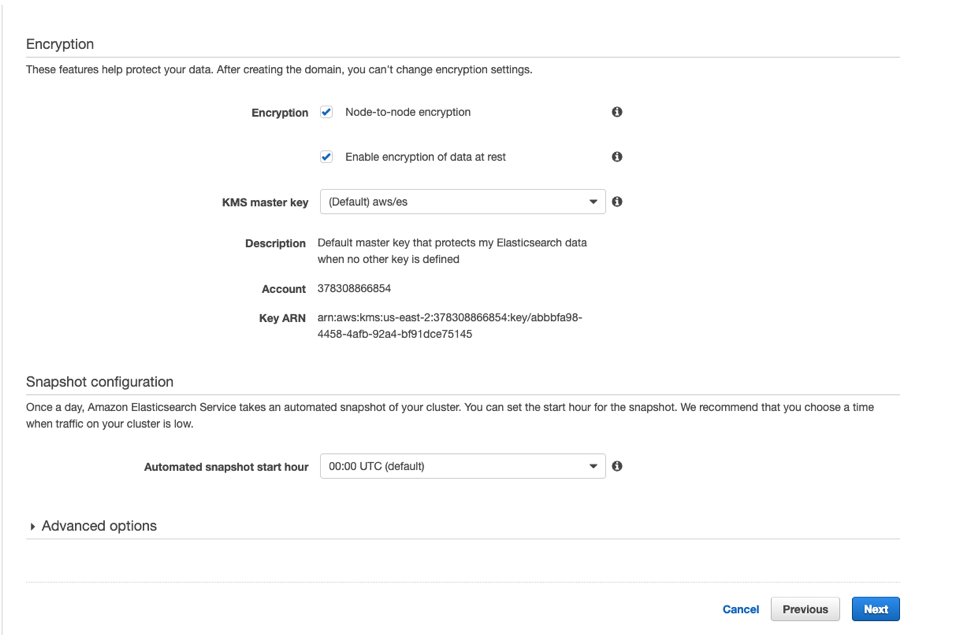 Encryption
These features help protect your data. After creating the domain, you can't change encryption settings.
Encryption Node-to-node encryption
Enable encryption of data at rest
KMS master key (Default) aws/es
Description Default master key that protects my Elasticsearch data
when no other key is defined
Account 378308866854
Key ARN arn:aws:kms:us-east-2:378308866854:key/abbbfa98-
4458-4afb-92a4-bf91dce75145
Snapshot configuration
Once a day, Amazon Elasticsearch Service takes an automated snapshot of your cluster. You can set the start hour for the snapshot. We recommend that you choose a time
when traffic on your cluster is low.
Automated snapshot start hour 00:00 UTC (default)
Advanced options
Cancel Previous Next